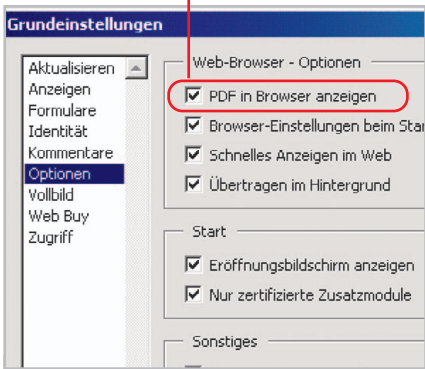 Grundeinstellungen
Aktualisieren
Anzeigen
Formulare
Identität
Kommentare
Optionen
Vollbild
Web Buy
Zugriff
Web-Browser - Optionen
PDF in Browser anzeigen
Browser-Einstellungen beim
Schnelles Anzeigen im Web
Übertragen im Hintergrund
Start
Eröffnungsbildschirm anzeigen
Nur zertifizierte Zusatzmodule
Sonstiges